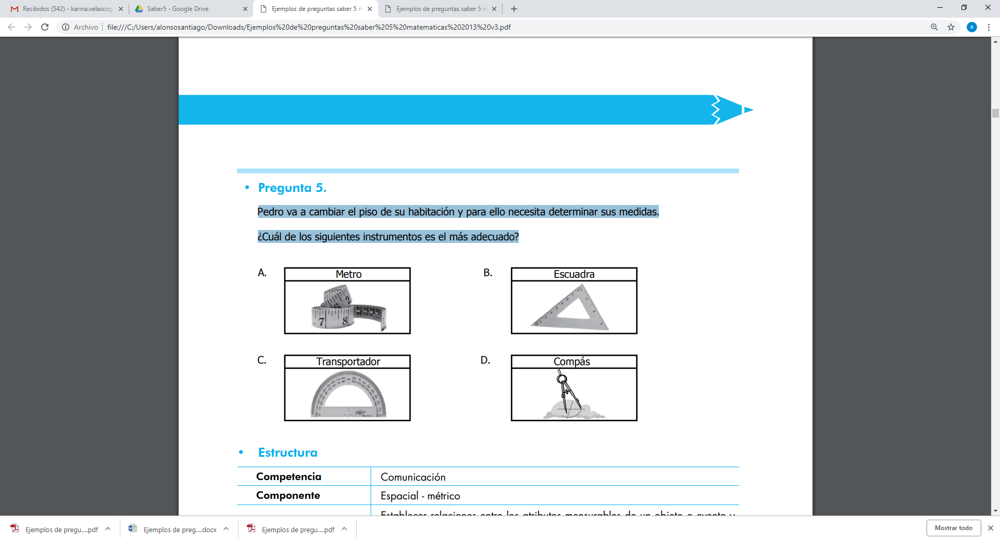 Recibidos (542) - karina.velascog
Saber5 - Google Drive
Ejemplos de preguntas saber 5 m
Ejemplos de preguntas saber 5 m
Archivo
file:///C:/Users/alonsosantiago/Downloads/Ejemplos%20de%20preguntas%20saber%205%20matematicas%202013%20v3.pdf
a
• Pregunta 5.
Pedro va a cambiar el piso de su habitación y para ello necesita determinar sus medidas.
¿Cuál de los siguientes instrumentos es el más adecuado?
A. Metro
B. Escuadra
7 8 6 2
C. Transportador
D. Compás
• Estructura
Competencia Comunicación
Componente Espacial - métrico
Establecer relaciones entre los atributos mensurables de un objeto o evento y
Ejemplos de pregu....pdf
Ejemplos de preg....docx
Ejemplos de pregu....pdf
Mostrar todo